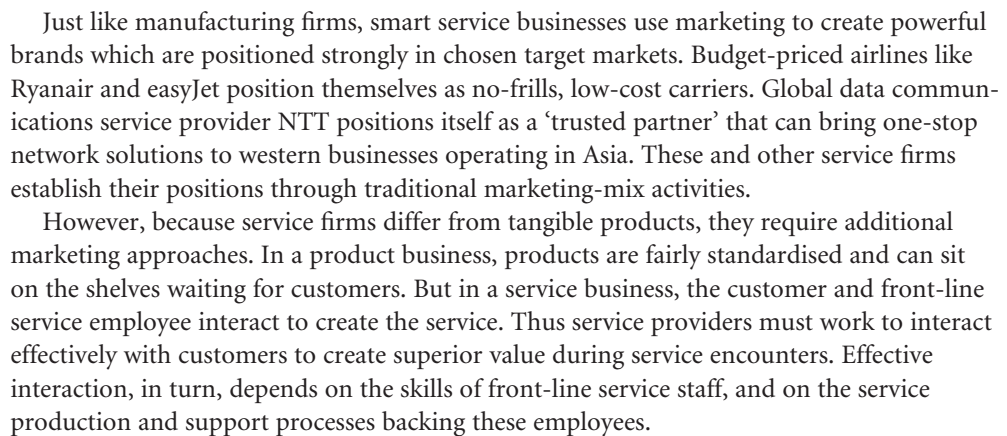 Just like manufacturing firms, smart service businesses use marketing to create powerful
brands which are positioned strongly in chosen target markets. Budget-priced airlines like
Ryanair and easyJet position themselves as no-frills, low-cost carriers. Global data commun-
ications service provider NTT positions itself as a ‘trusted partner’ that can bring one-stop
network solutions to western businesses operating in Asia. These and other service firms
establish their positions through traditional marketing-mix activities.
However, because service firms differ from tangible products, they require additional
marketing approaches. In a product business, products are fairly standardised and can sit
on the shelves waiting for customers. But in a service business, the customer and front-line
service employee interact to create the service. Thus service providers must work to interact
effectively with customers to create superior value during service encounters. Effective
interaction, in turn, depends on the skills of front-line service staff, and on the service
production and support processes backing these employees.